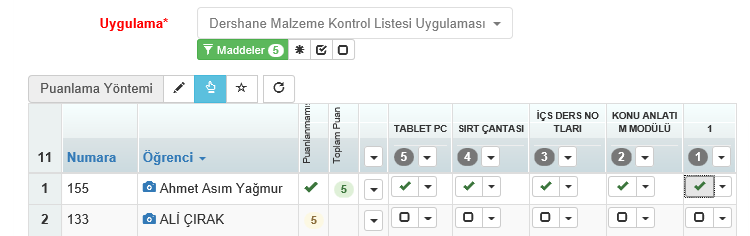 Uygulama*
Dershane Malzeme Kontrol Listesi Uygulaması
Maddeler 5
Puanlama Yöntemi
11
Numara
Öğrenci
Puanlanmamış
Toplam Puan
TABLET PC
5
SIRT ÇANTASI
4
İÇS DERS NO
TLARI
3
KONU ANLATI
M MODÜLÜ
2
1
1
1 155 Ahmet Asım Yağmur 5
2 133 ALİ ÇIRAK 5